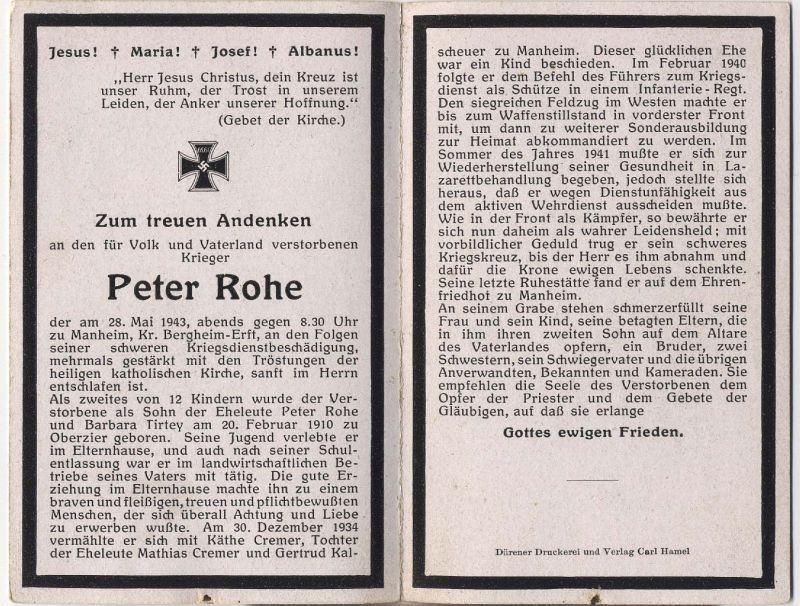 Jesus! † Maria! † Josef! † Albanus!
„Herr Jesus Christus, dein Kreuz ist
unser Ruhm, der Trost in unserem
Leiden, der Anker unserer Hoffnung."
(Gebet der Kirche.)
Zum treuen Andenken
an den für Volk und Vaterland verstorbenen
Krieger
Peter Rohe
der am 28. Mai 1943, abends gegen 8.30 Uhr
zu Manheim, Kr. Bergheim-Erft, an den Folgen
seiner schweren Kriegsdienstbeschädigung,
mehrmals gestärkt mit den Tröstungen der
heiligen katholischen Kirche, sanft im Herrn
entschlafen ist.
Als zweites von 12 Kindern wurde der Ver-
storbene als Sohn der Eheleute Peter Rohe
und Barbara Tirtey am 20. Februar 1910 zu
Oberzier geboren. Seine Jugend verlebte er
im Elternhause, und auch nach seiner Schul-
entlassung war er im landwirtschaftlichen Be-
triebe seines Vaters mit tätig. Die gute Er-
ziehung im Elternhause machte ihn zu einem
braven und fleißigen, treuen und pflichtbewußten
Menschen, der sich überall Achtung und Liebe
zu erwerben wußte. Am 30. Dezember 1934
vermählte er sich mit Käthe Cremer, Tochter
der Eheleute Mathias Cremer und Gertrud Kal-
scheuer zu Manheim. Dieser glücklichen Ehe
war ein Kind beschieden. Im Februar 1940
folgte er dem Befehl des Führers zum Kriegs-
dienst als Schütze in einem Infanterie-Regt.
Den siegreichen Feldzug im Westen machte er
bis zum Waffenstillstand in vorderster Front
mit, um dann zu weiterer Sonderausbildung
zur Heimat abkommandiert zu werden. Im
Sommer des Jahres 1941 mußte er sich zur
Wiederherstellung seiner Gesundheit in La-
zarettbehandlung begeben, jedoch stellte sich
heraus, daß er wegen Dienstunfähigkeit aus
dem aktiven Wehrdienst ausscheiden mußte.
Wie in der Front als Kämpfer, so bewährte er
sich nun daheim als wahrer Leidensheld; mit
vorbildlicher Geduld trug er sein schweres
Kriegskreuz, bis der Herr es ihm abnahm und
dafür die Krone ewigen Lebens schenkte.
Seine letzte Ruhestätte fand er auf dem Ehren-
friedhof zu Manheim.
An seinem Grabe stehen schmerzerfüllt seine
Frau und sein Kind, seine betagten Eltern, die
in ihm ihren zweiten Sohn auf dem Altare
des Vaterlandes opfern, ein Bruder, zwei
Schwestern, sein Schwiegervater und die übrigen
Anverwandten, Bekannten und Kameraden. Sie
empfehlen die Seele des Verstorbenen dem
Opfer der Priester und dem Gebete der
Gläubigen, auf daß sie erlange
Gottes ewigen Frieden.
Dürener Druckerei und Verlag Carl Hamel